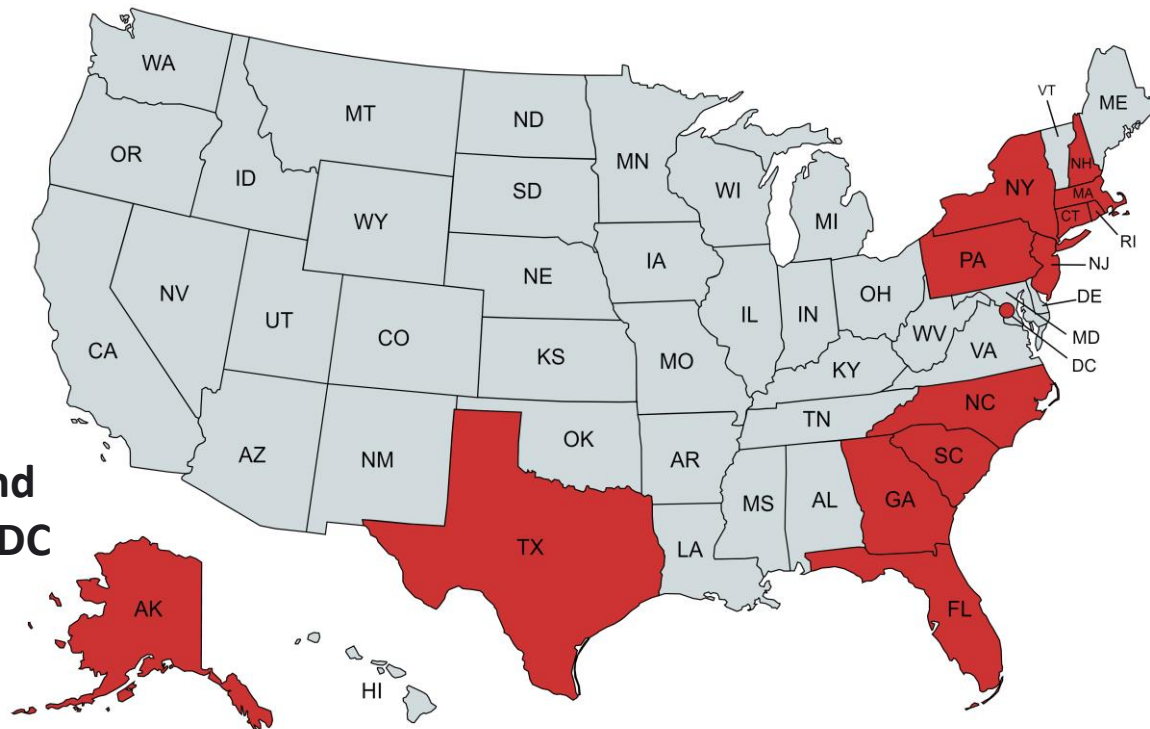 WA
MT
ND
MN
VT
ME
OR
ID
SD
WI
MI
NY
NH
MA
CT
RI
WY
IA
PA
NJ
NV
NE
IL
IN
OH
DE
UT
CO
KS
MO
WV
VA
MD
CA
KY
DC
AZ
NM
OK
AR
TN
NC
SC
nd
DC
TX
LA
MS
AL
GA
FL
AK
HI